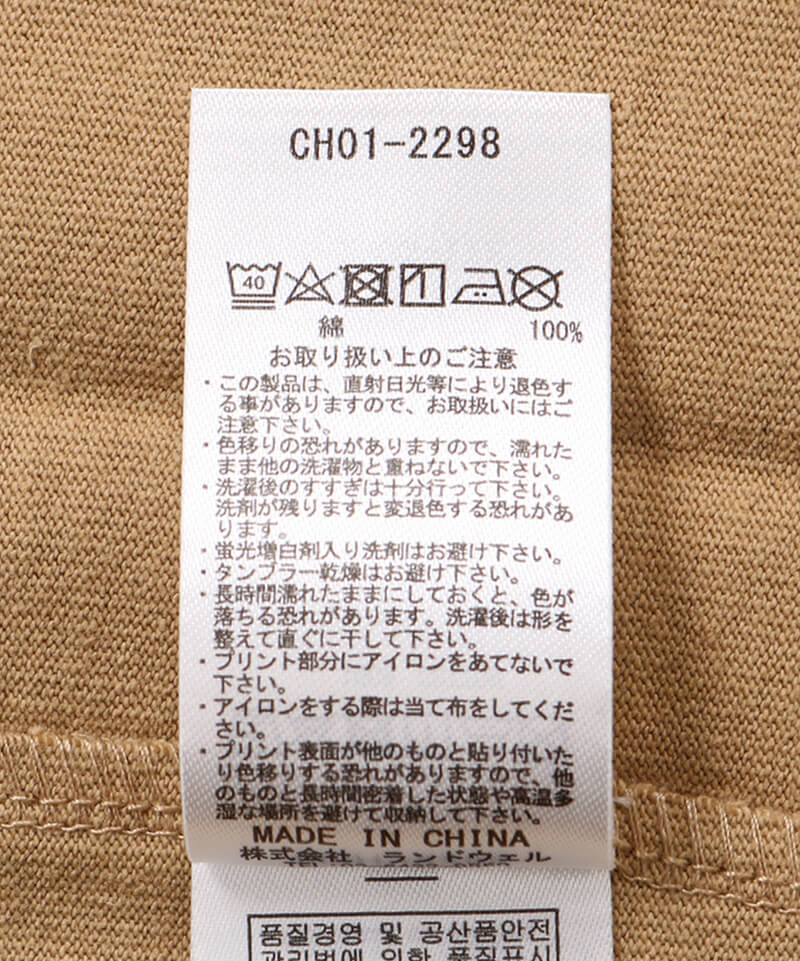 CH01-2298
40
綿 100%
お取り扱い上のご注意
・この製品は、直射日光等により退色す
る事がありますので、お取扱いにはご
注意下さい。
・色移りの恐れがありますので、濡れた
まま他の洗濯物と重ねないで下さい。
・洗濯後のすすぎは十分行って下さい。
洗剤が残りますと変退色する恐れがあ
ります。
・蛍光増白剤入り洗剤はお避け下さい。
・タンブラー乾燥はお避け下さい。
・長時間濡れたままにしておくと、色が
落ちる恐れがあります。洗濯後は形を
整えて直ぐに干して下さい。
・プリント部分にアイロンをあてないで
下さい。
・アイロンをする際は当て布をしてくだ
さい。
・プリント表面が他のものと貼り付いた
り色移りする恐れがありますので、他
のものと長時間密着した状態や高温多
湿な場所を避けて収納して下さい。
MADE IN CHINA
株式会社 ランドウェル
품질경영 및 공산품안전
관리법에 의한 품질표시